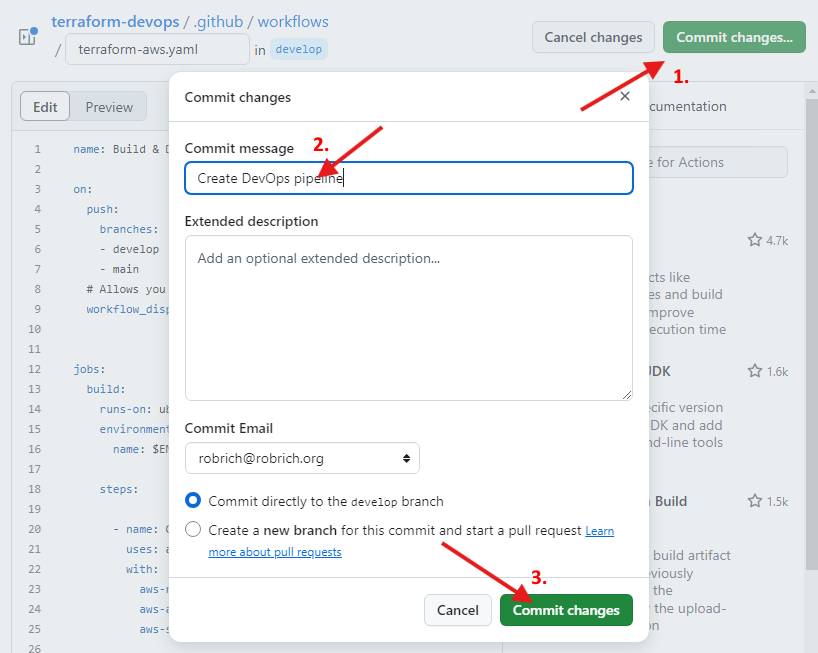 terraform-devops / .github / workflows
/ terraform-aws.yaml in develop
Cancel changes
Commit changes...
1.
Edit
Preview
cumentation
e for Actions
1 name: Build & D
2
3 on:
4 push:
5 branches:
6 - develop
7 - main
8 # Allows you
9 workflow_disp
10
11
12 jobs:
13 build:
14 runs-on: ub
15 environment
16 name: $EN
17
18 steps:
19
20 - name: C
21 uses: a
22 with:
23 aws-r
24 aws-a
25 aws-s
26
Commit changes
×
Commit message
2.
Create DevOps pipeline
Extended description
Add an optional extended description...
Commit Email
robrich@robrich.org
Commit directly to the develop branch
Create a new branch for this commit and start a pull request Learn
more about pull requests
3.
Cancel
Commit changes
4.7k
cts like
es and build
mprove
ecution time
JDK
1.6k
ecific version
DK and add
nd-line tools
Build
1.5k
build artifact
eviously
the
r the upload-
on